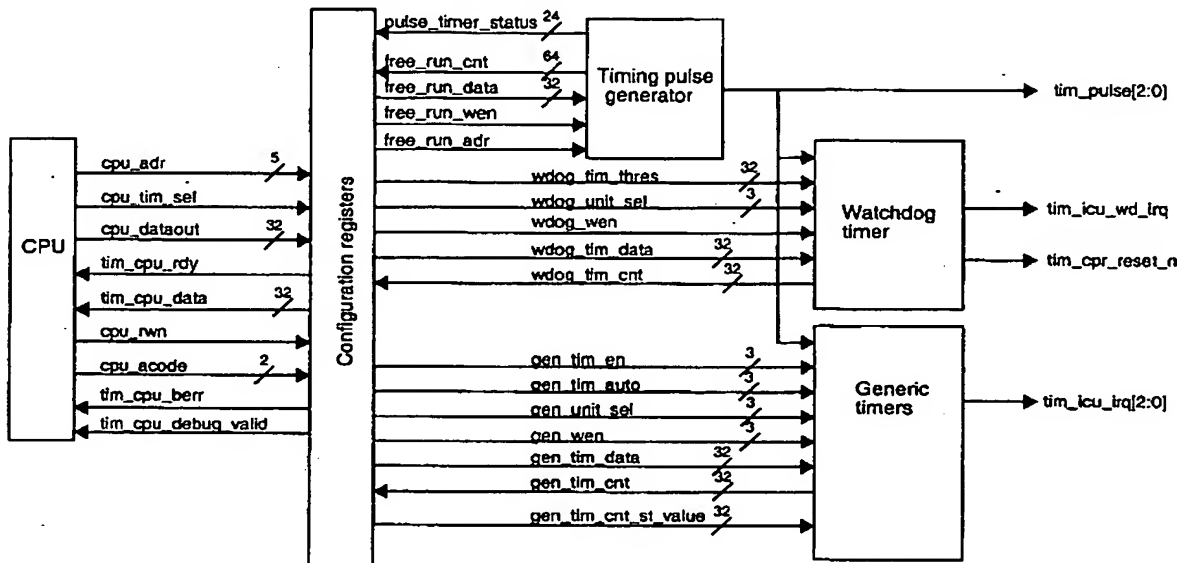 CPU
cpu_adr 5
cpu_tim_sel
cpu_dataout 32
tim_cpu_rdy
tim_cpu_data 32
cpu_rwn
cpu_acode 2
tim_cpu_berr
tim_cpu_debug_valid
Configuration registers
pulse_timer_status 24
free_run_cnt 64
free_run_data 32
free_run_wen
free_run_adr
Timing pulse
generator
tim_pulse[2:0]
wdog_tim_thres 32
wdog_unit_sel 3
wdog_wen
wdog_tim_data 32
wdog_tim_cnt 32
Watchdog
timer
tim_icu_wd_irq
tim_cpr_reset_n
gen_tim_en 3
gen_tim_auto 3
gen_unit_sel 3
gen_wen 3
gen_tim_data 32
gen_tim_cnt 32
gen_tim_cnt_st_value 32
Generic
timers
tim_icu_irq[2:0]